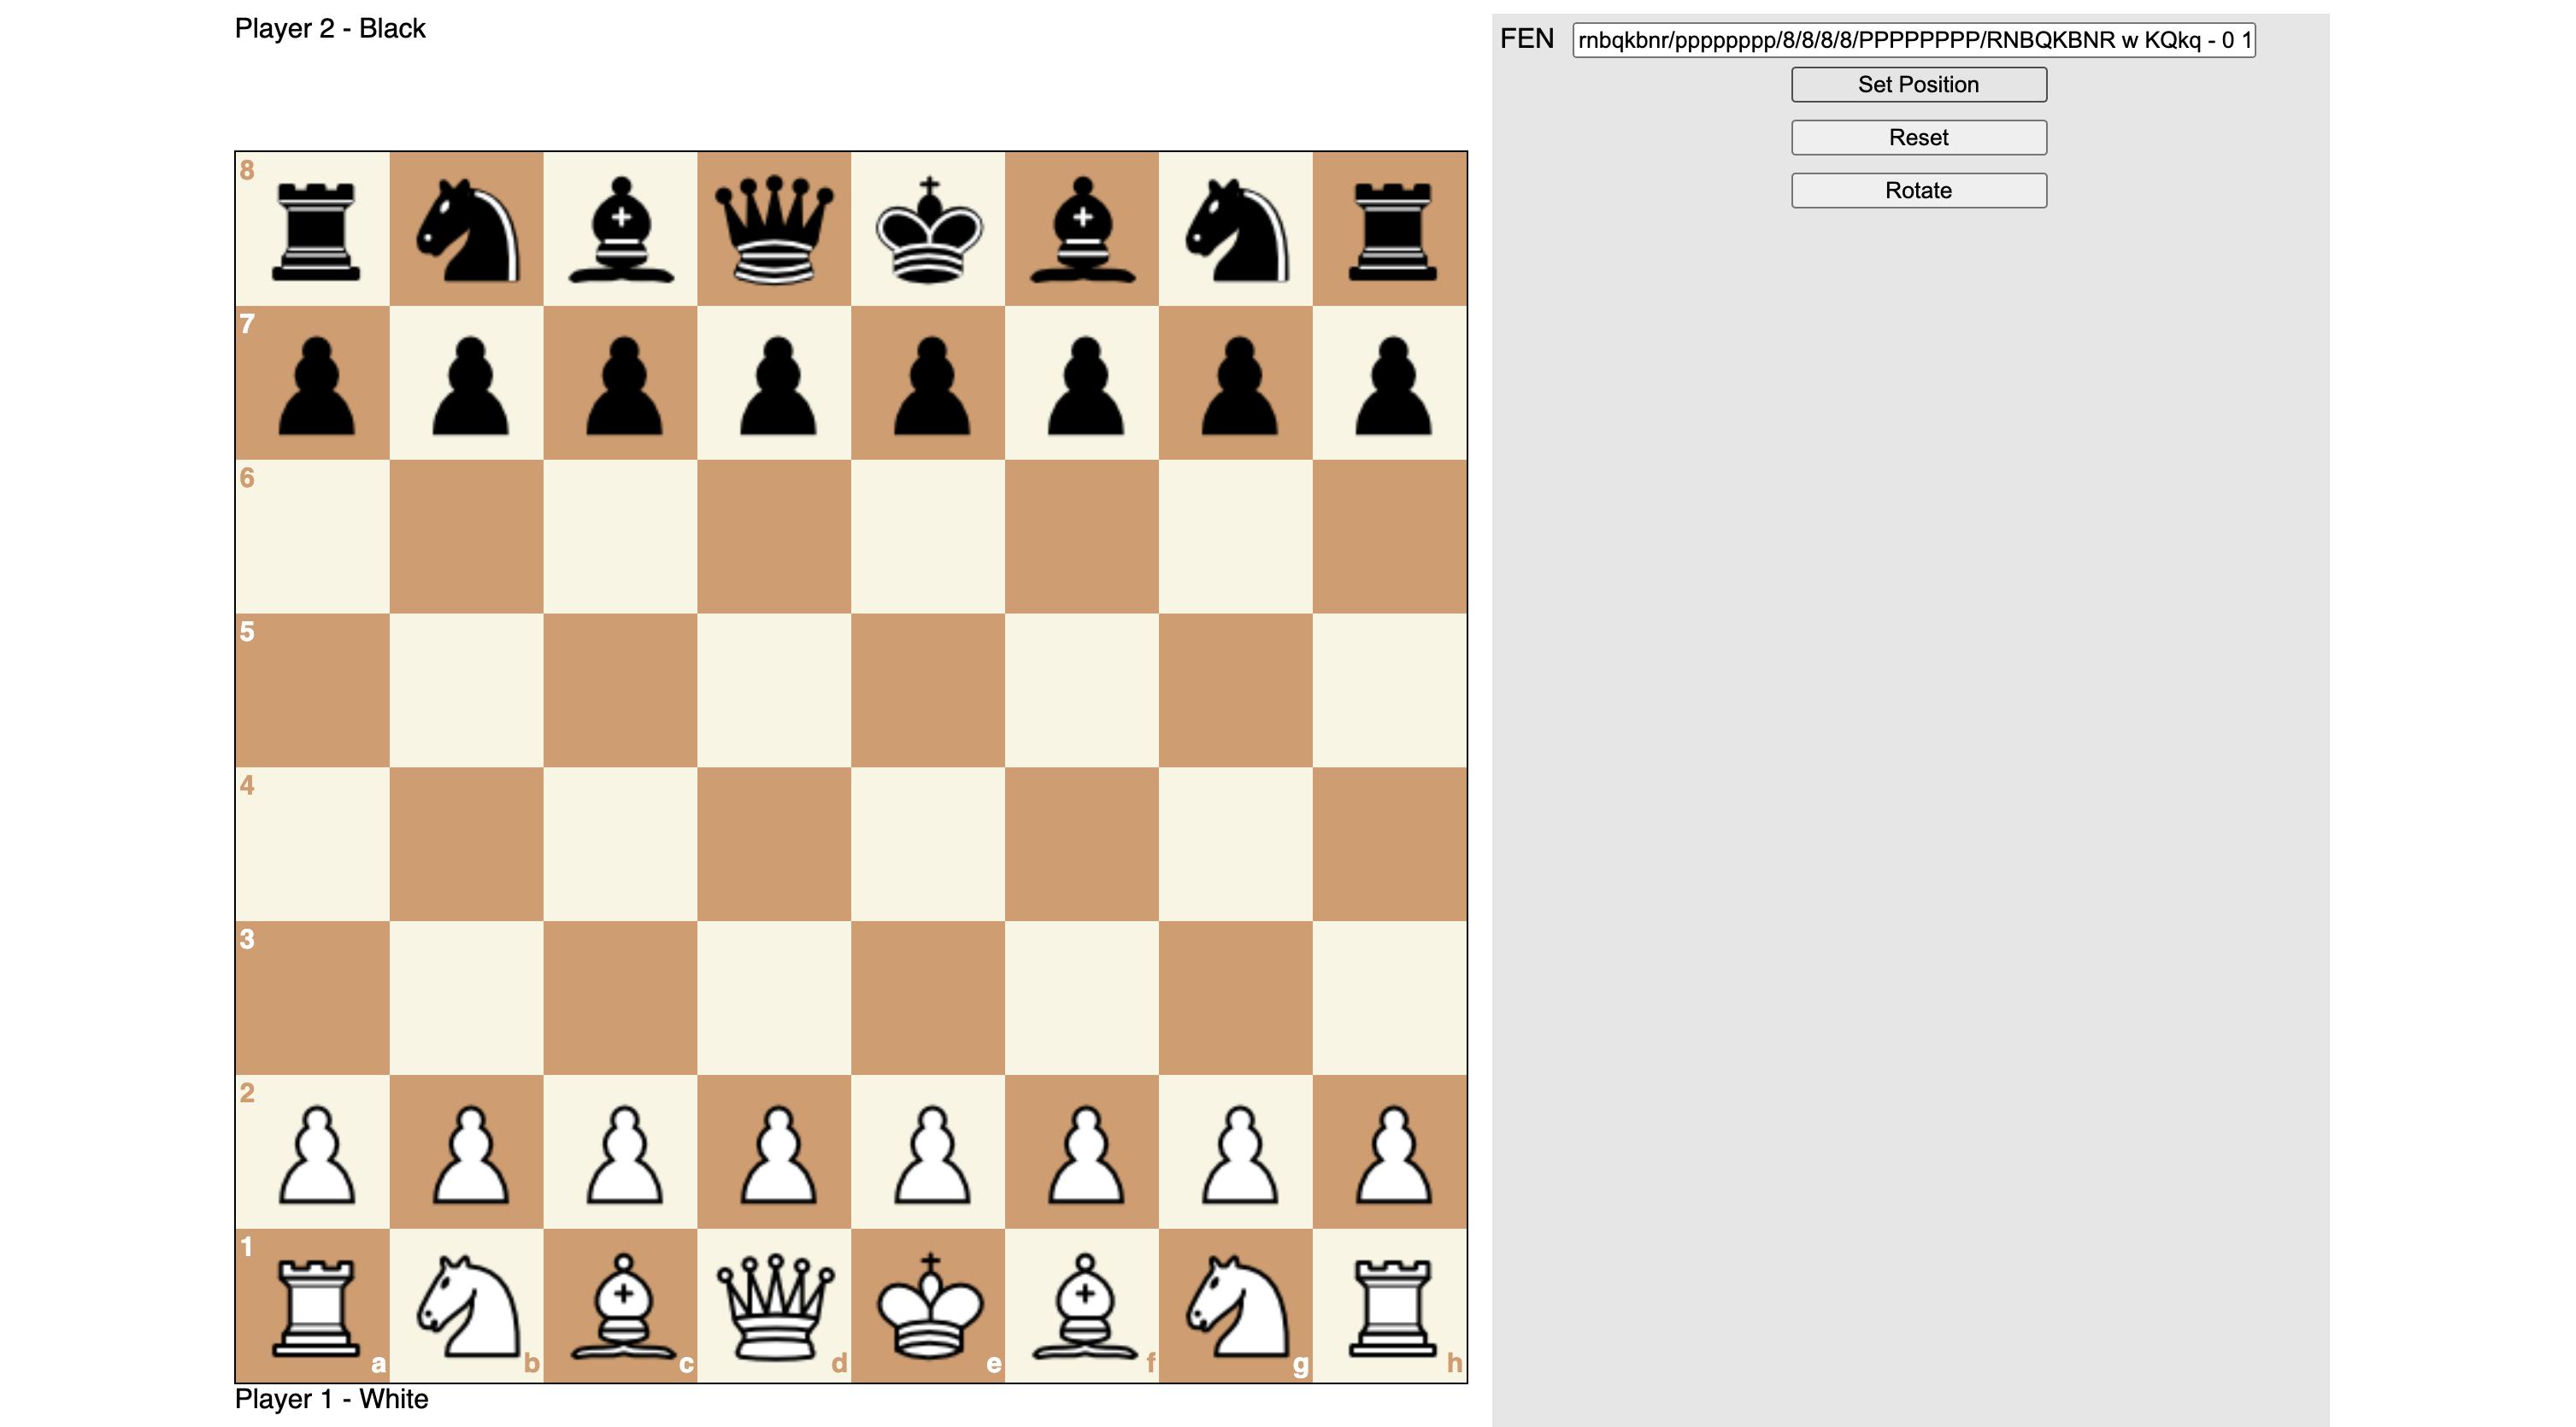 Player 2 - Black
FEN rnbqkbnr/pppppppp/8/8/8/8/PPPPPPPP/RNBQKBNR w KQkq - 0 1
Set Position
Reset
Rotate
8
7
6
5
4
3
2
1
a b c d e f g h
Player 1 - White